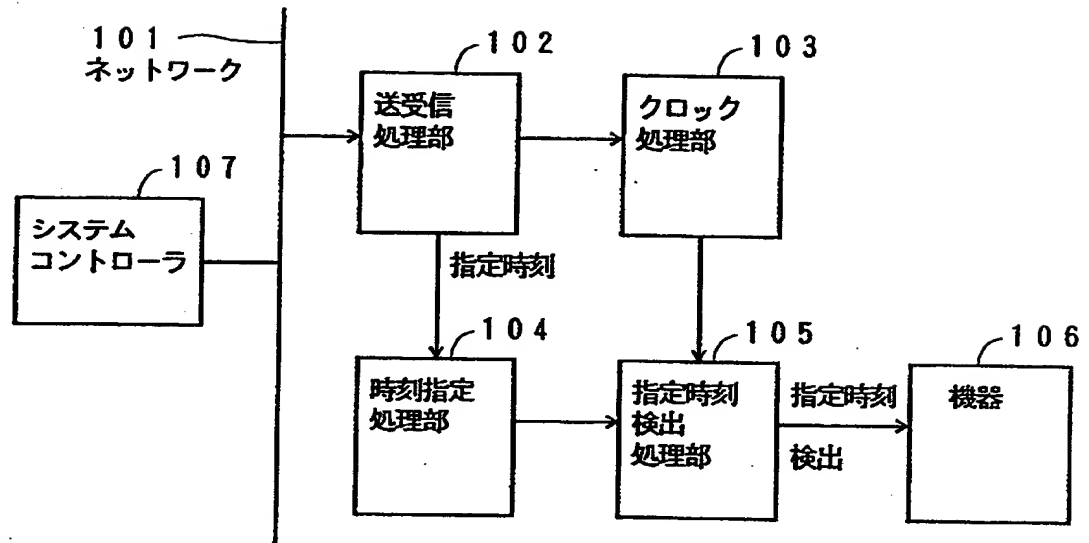 101
ネットワーク
102
送受信
処理部
103
クロック
処理部
107
システム
コントローラ
指定時刻
104
時刻指定
処理部
105
指定時刻
検出
処理部
指定時刻
検出
106
機器